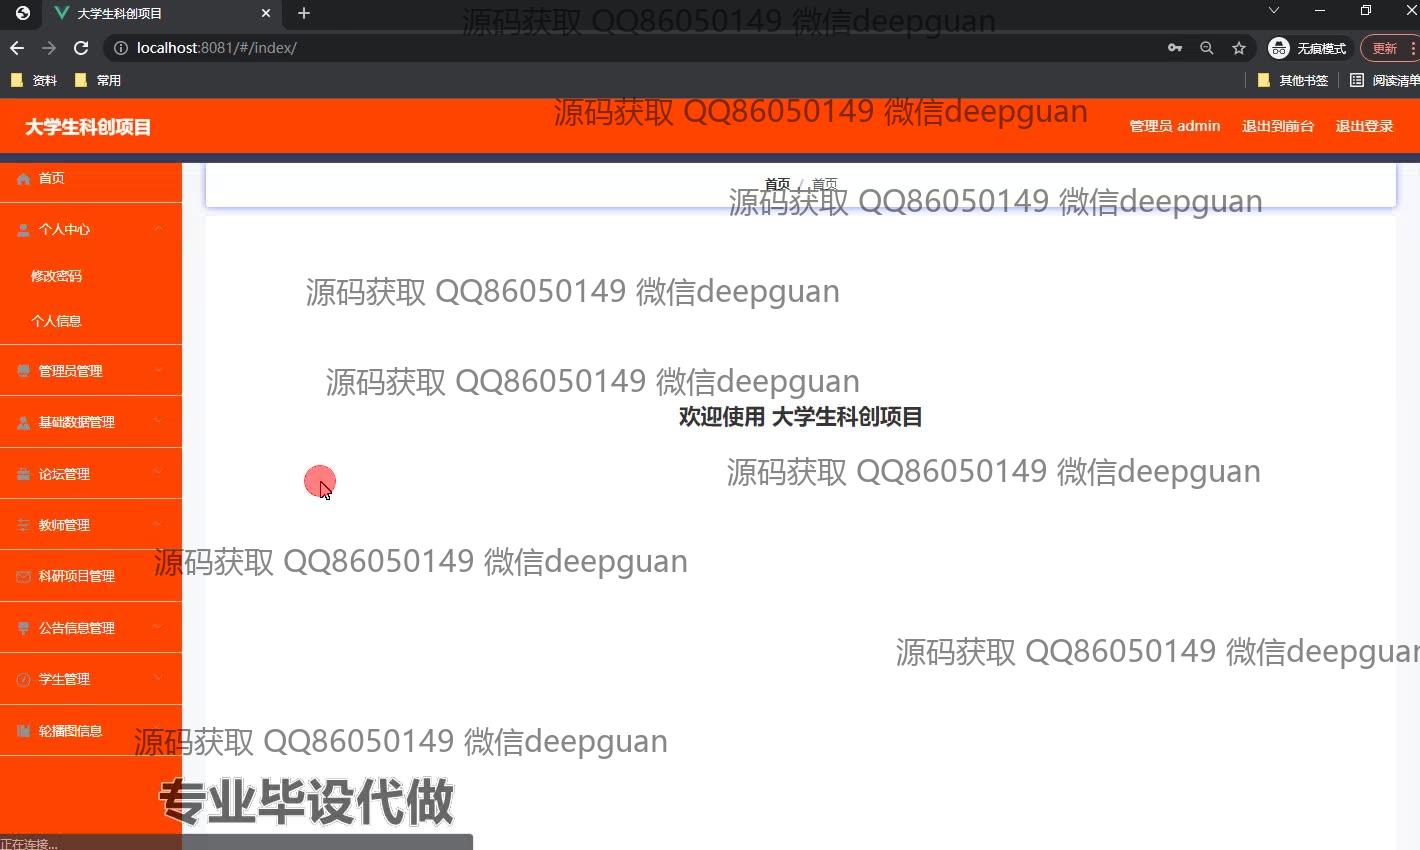 大学生科创项目
源码获取 QQ86050149 微信deepguan
localhost:8081/#/index/
无痕模式
更新
资料
常用
其他书签
阅读清单
大学生科创项目
源码获取 QQ86050149 微信deepguan
管理员 admin
退出到前台
退出登录
首页
首页 / 首页
源码获取 QQ86050149 微信deepguan
个人中心
修改密码
源码获取 QQ86050149 微信deepguan
个人信息
管理员管理
源码获取 QQ86050149 微信deepguan
欢迎使用 大学生科创项目
基础数据管理
论坛管理
源码获取 QQ86050149 微信deepguan
教师管理
源码获取 QQ86050149 微信deepguan
科研项目管理
公告信息管理
源码获取 QQ86050149 微信deepguan
学生管理
轮播图信息
源码获取 QQ86050149 微信deepguan
专业毕设代做
正在连接...